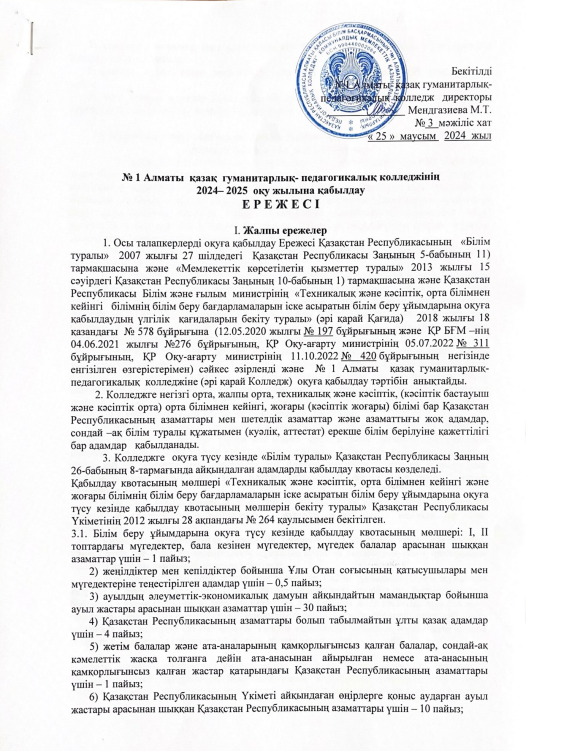 Бекітілді
№1 Алматы қазақ гуманитарлық-
педагогикалық колледж директоры
Мендгазиева М.Т.
№ 3 мәжіліс хат
« 25 » маусым 2024 жыл
№ 1 Алматы қазақ гуманитарлық- педагогикалық колледжінің
2024– 2025 оқу жылына қабылдау
Е Р Е Ж Е С І
І. Жалпы ережелер
1. Осы талапкерлерді оқуға қабылдау Ережесі Қазақстан Республикасының «Білім
туралы» 2007 жылғы 27 шілдедегі Қазақстан Республикасы Заңының 5-бабының 11)
тармақшасына және «Мемлекеттік көрсетілетін қызметтер туралы» 2013 жылғы 15
сәуірдегі Қазақстан Республикасы Заңының 10-бабының 1) тармақшасына және Қазақстан
Республикасы Білім және ғылым министрінің «Техникалық және кәсіптік, орта білімнен
кейінгі білімнің білім беру бағдарламаларын іске асыратын білім беру ұйымдарына оқуға
қабылдаудың үлгілік қағидаларын бекіту туралы» (әрі қарай Қағида) 2018 жылғы 18
қазандағы № 578 бұйрығына (12.05.2020 жылғы № 197 бұйрығының және ҚР БҒМ –нің
04.06.2021 жылғы №276 бұйрығының, ҚР Оқу-ағарту министрінің 05.07.2022 № 311
бұйрығының, ҚР Оқу-ағарту министрінің 11.10.2022 № 420 бұйрығының негізінде
енгізілген өзгерістерімен) сәйкес әзірленді және № 1 Алматы қазақ гуманитарлық-
педагогикалық колледжіне (әрі қарай Колледж) оқуға қабылдау тәртібін анықтайды.
2. Колледжге негізгі орта, жалпы орта, техникалық және кәсіптік, (кәсіптік бастауыш
және кәсіптік орта) орта білімнен кейінгі, жоғары (кәсіптік жоғары) білімі бар Қазақстан
Республикасының азаматтары мен шетелдік азаматтар және азаматтығы жоқ адамдар,
сондай –ақ білім туралы құжатымен (куәлік, аттестат) ерекше білім берілуіне қажеттілігі
бар адамдар қабылданады.
3. Колледжге оқуға түсу кезінде «Білім туралы» Қазақстан Республикасы Заңның
26-бабының 8-тармағында айқындалған адамдарды қабылдау квотасы көзделеді.
Қабылдау квотасының мөлшері «Техникалық және кәсіптік, орта білімнен кейінгі және
жоғары білімнің білім беру бағдарламаларын іске асыратын білім беру ұйымдарына оқуға
түсу кезінде қабылдау квотасының мөлшерін бекіту туралы» Қазақстан Республикасы
Үкіметінің 2012 жылғы 28 ақпандағы № 264 қаулысымен бекітілген.
3.1. Білім беру ұйымдарына оқуға түсу кезінде қабылдау квотасының мөлшері: I, II
топтардағы мүгедектер, бала кезінен мүгедектер, мүгедек балалар арасынан шыққан
азаматтар үшін – 1 пайыз;
2) жеңілдіктер мен кепілдіктер бойынша Ұлы Отан соғысының қатысушылары мен
мүгедектеріне теңестірілген адамдар үшін – 0,5 пайыз;
3) ауылдың әлеуметтік-экономикалық дамуын айқындайтын мамандықтар бойынша
ауыл жастары арасынан шыққан азаматтар үшін – 30 пайыз;
4) Қазақстан Республикасының азаматтары болып табылмайтын ұлты қазақ адамдар
үшін – 4 пайыз;
5) жетім балалар және ата-аналарының қамқорлығынсыз қалған балалар, сондай-ақ
кәмелеттік жасқа толғанға дейін ата-анасынан айырылған немесе ата-анасының
қамқорлығынсыз қалған жастар қатарындағы Қазақстан Республикасының азаматтары
үшін – 1 пайыз;
6) Қазақстан Республикасының Үкіметі айқындаған өңірлерге қоныс аударған ауыл
жастары арасынан шыққан Қазақстан Республикасының азаматтары үшін – 10 пайыз;